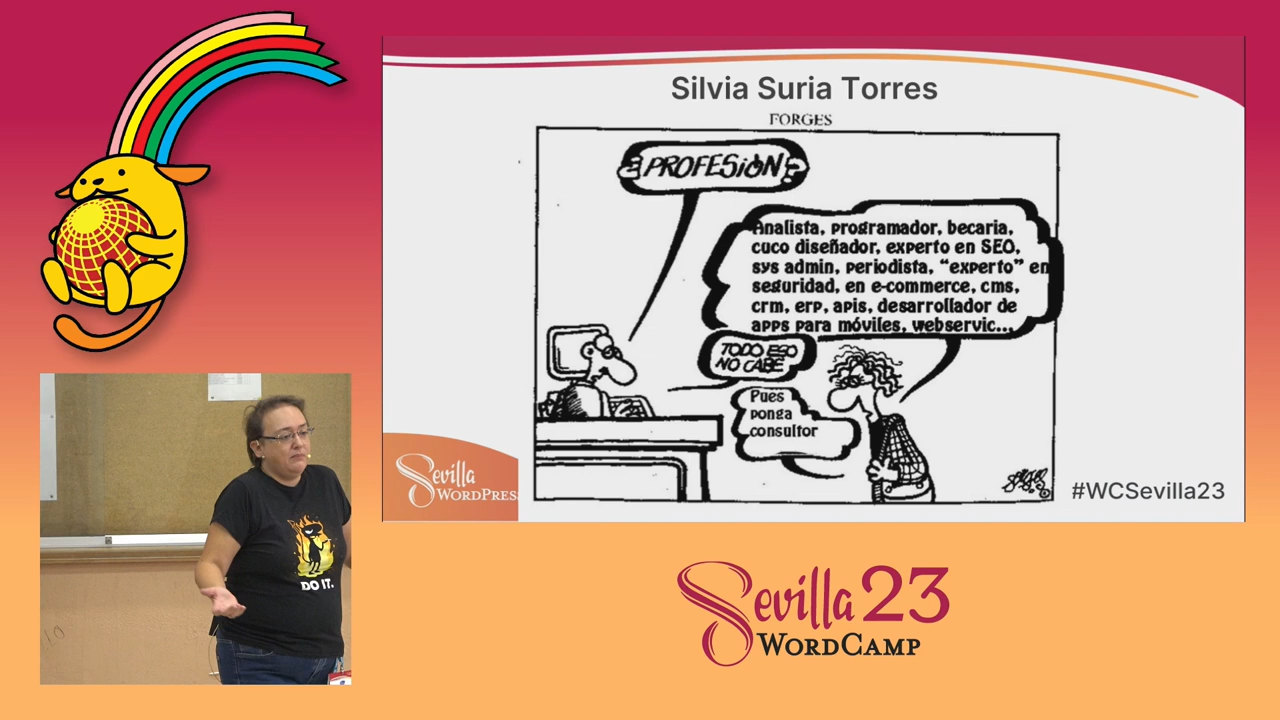 Silvia Suria Torres
FORGES
¿PROFESIÓN?
Analista, programador, becaria,
cuco diseñador, experto en SEO,
sys admin, periodista, “experto” en
seguridad, en e-commerce, cms,
crm, erp, apis, desarrollador de
apps para móviles, webservic...
TODO ESO
NO CABE
Pues
ponga
consultor
Sevilla
WORDPRES
#WCSevilla23
DO IT.
Sevilla 23
WORDCAMP